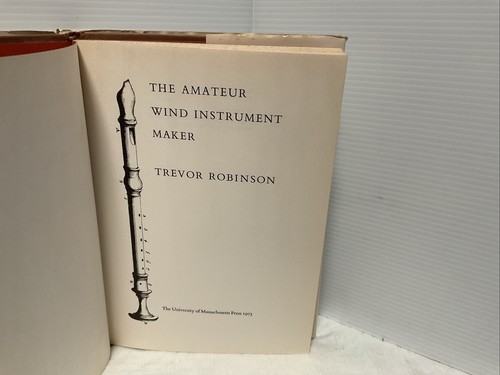 THE AMATEUR
WIND INSTRUMENT
MAKER
TREVOR ROBINSON
The University of Massachusetts Press 1973